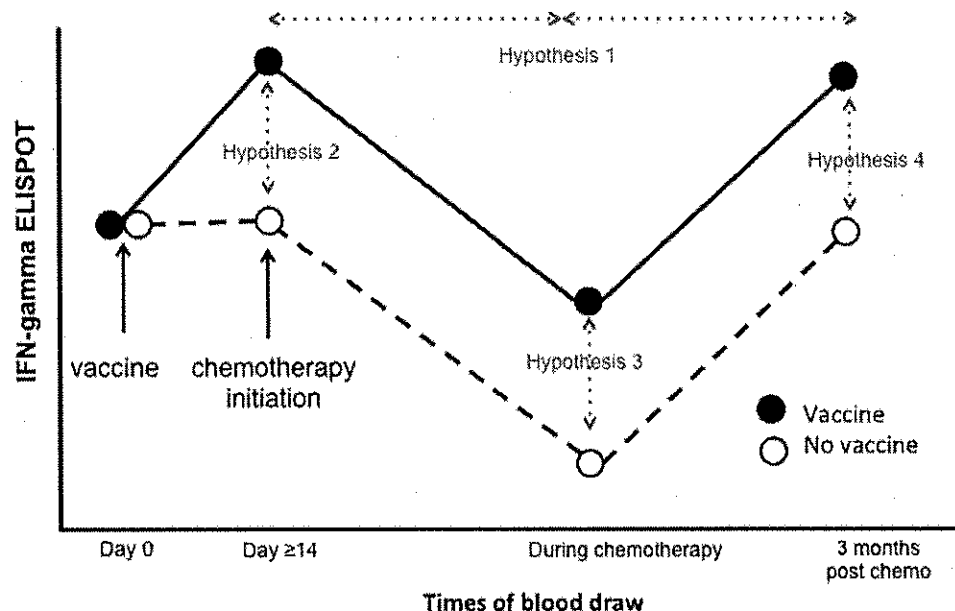 Hypothesis 1
IFN-gamma ELISPOT
Hypothesis 2
Hypothesis 4
vaccine
chemotherapy
initiation
Hypothesis 3
Vaccine
No vaccine
Day 0
Day ≥14
During chemotherapy
3 months
post chemo
Times of blood draw